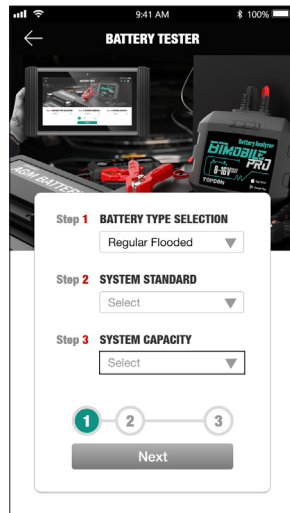 9:41 AM
100%
BATTERY TESTER
Battery Analyzer
BTMOBILE
PRO
8-16V
TOPDON
AGM BATTERY
Step 1 BATTERY TYPE SELECTION
Regular Flooded
Step 2 SYSTEM STANDARD
Select
Step 3 SYSTEM CAPACITY
Select
1 2 3
Next